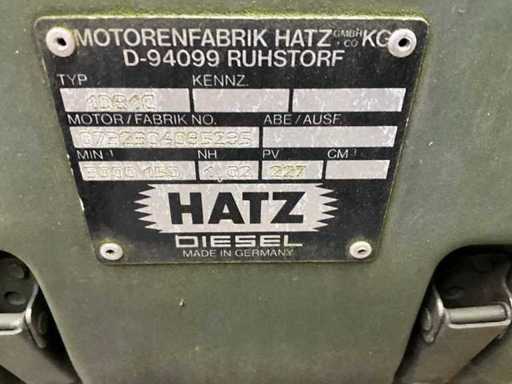 MOTORENFABRIK HATZ GMBH + CO KG
D-94099 RUHSTORF
TYP KENNZ.
MOTOR/FABRIK NO. ABE/AUSF.
MIN⁻¹ NH PV CM³
227
HATZ
DIESEL
MADE IN GERMANY